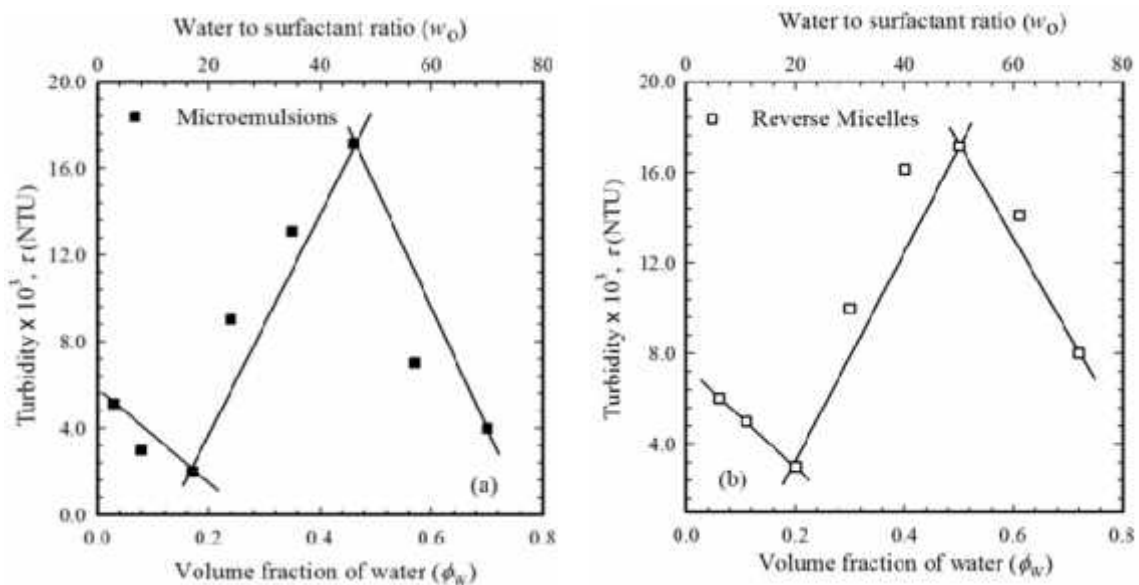 Water to surfactant ratio (wO)
0 20 40 60 80
20.0
16.0
12.0
8.0
4.0
0.0
Turbidity x 10³, τ (NTU)
Microemulsions
(a)
0.0 0.2 0.4 0.6 0.8
Volume fraction of water (ϕw)
Water to surfactant ratio (wO)
0 20 40 60 80
20.0
16.0
12.0
8.0
4.0
Turbidity x 10³, τ (NTU)
Reverse Micelles
(b)
0.0 0.2 0.4 0.6 0.8
Volume fraction of water (ϕw)